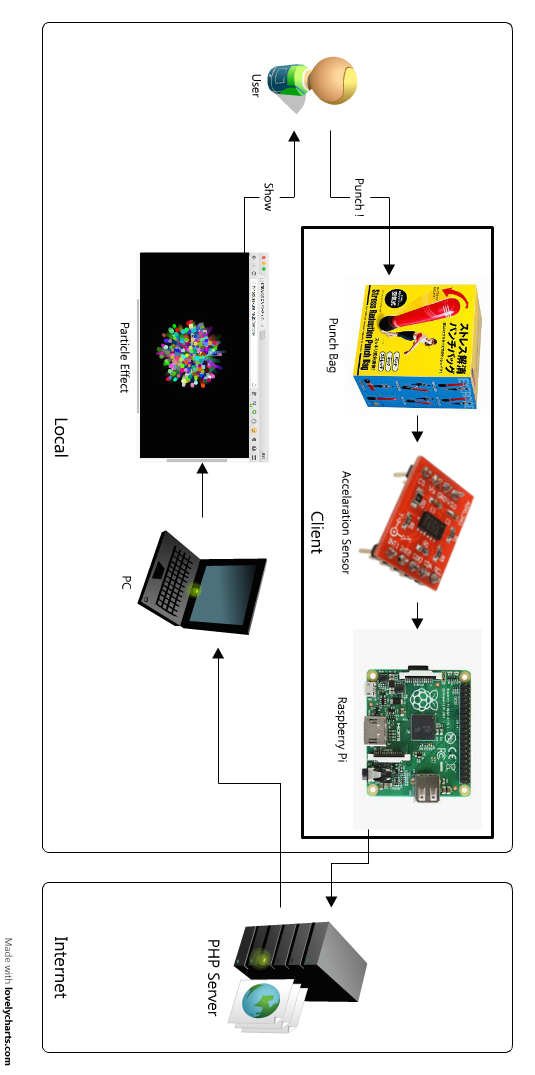 User
Punch !
Show
ストレス解消
パンチバッグ
Stress Reduction Punch Bag
Punch Bag
Accelaration Sensor
Raspberry Pi
Client
Particle Effect
PC
Local
PHP Server
Internet
Made with lovelycharts.com